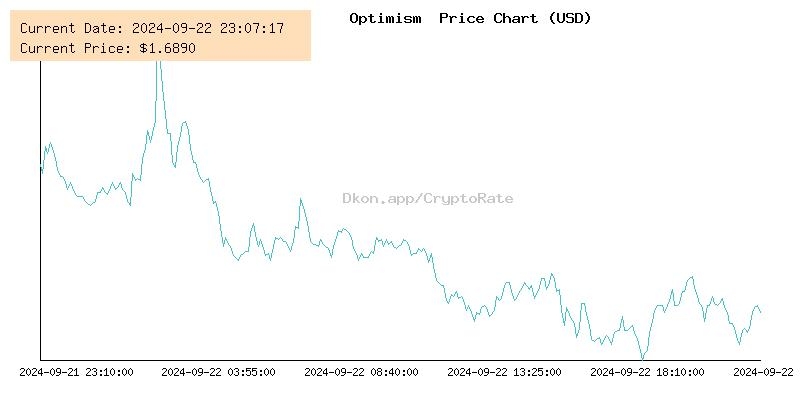 Optimism Price Chart (USD)
Current Date: 2024-09-22 23:07:17
Current Price: $1.6890
Dkon.app/CryptoRate
2024-09-21 23:10:00 2024-09-22 03:55:00 2024-09-22 08:40:00 2024-09-22 13:25:00 2024-09-22 18:10:00 2024-09-22